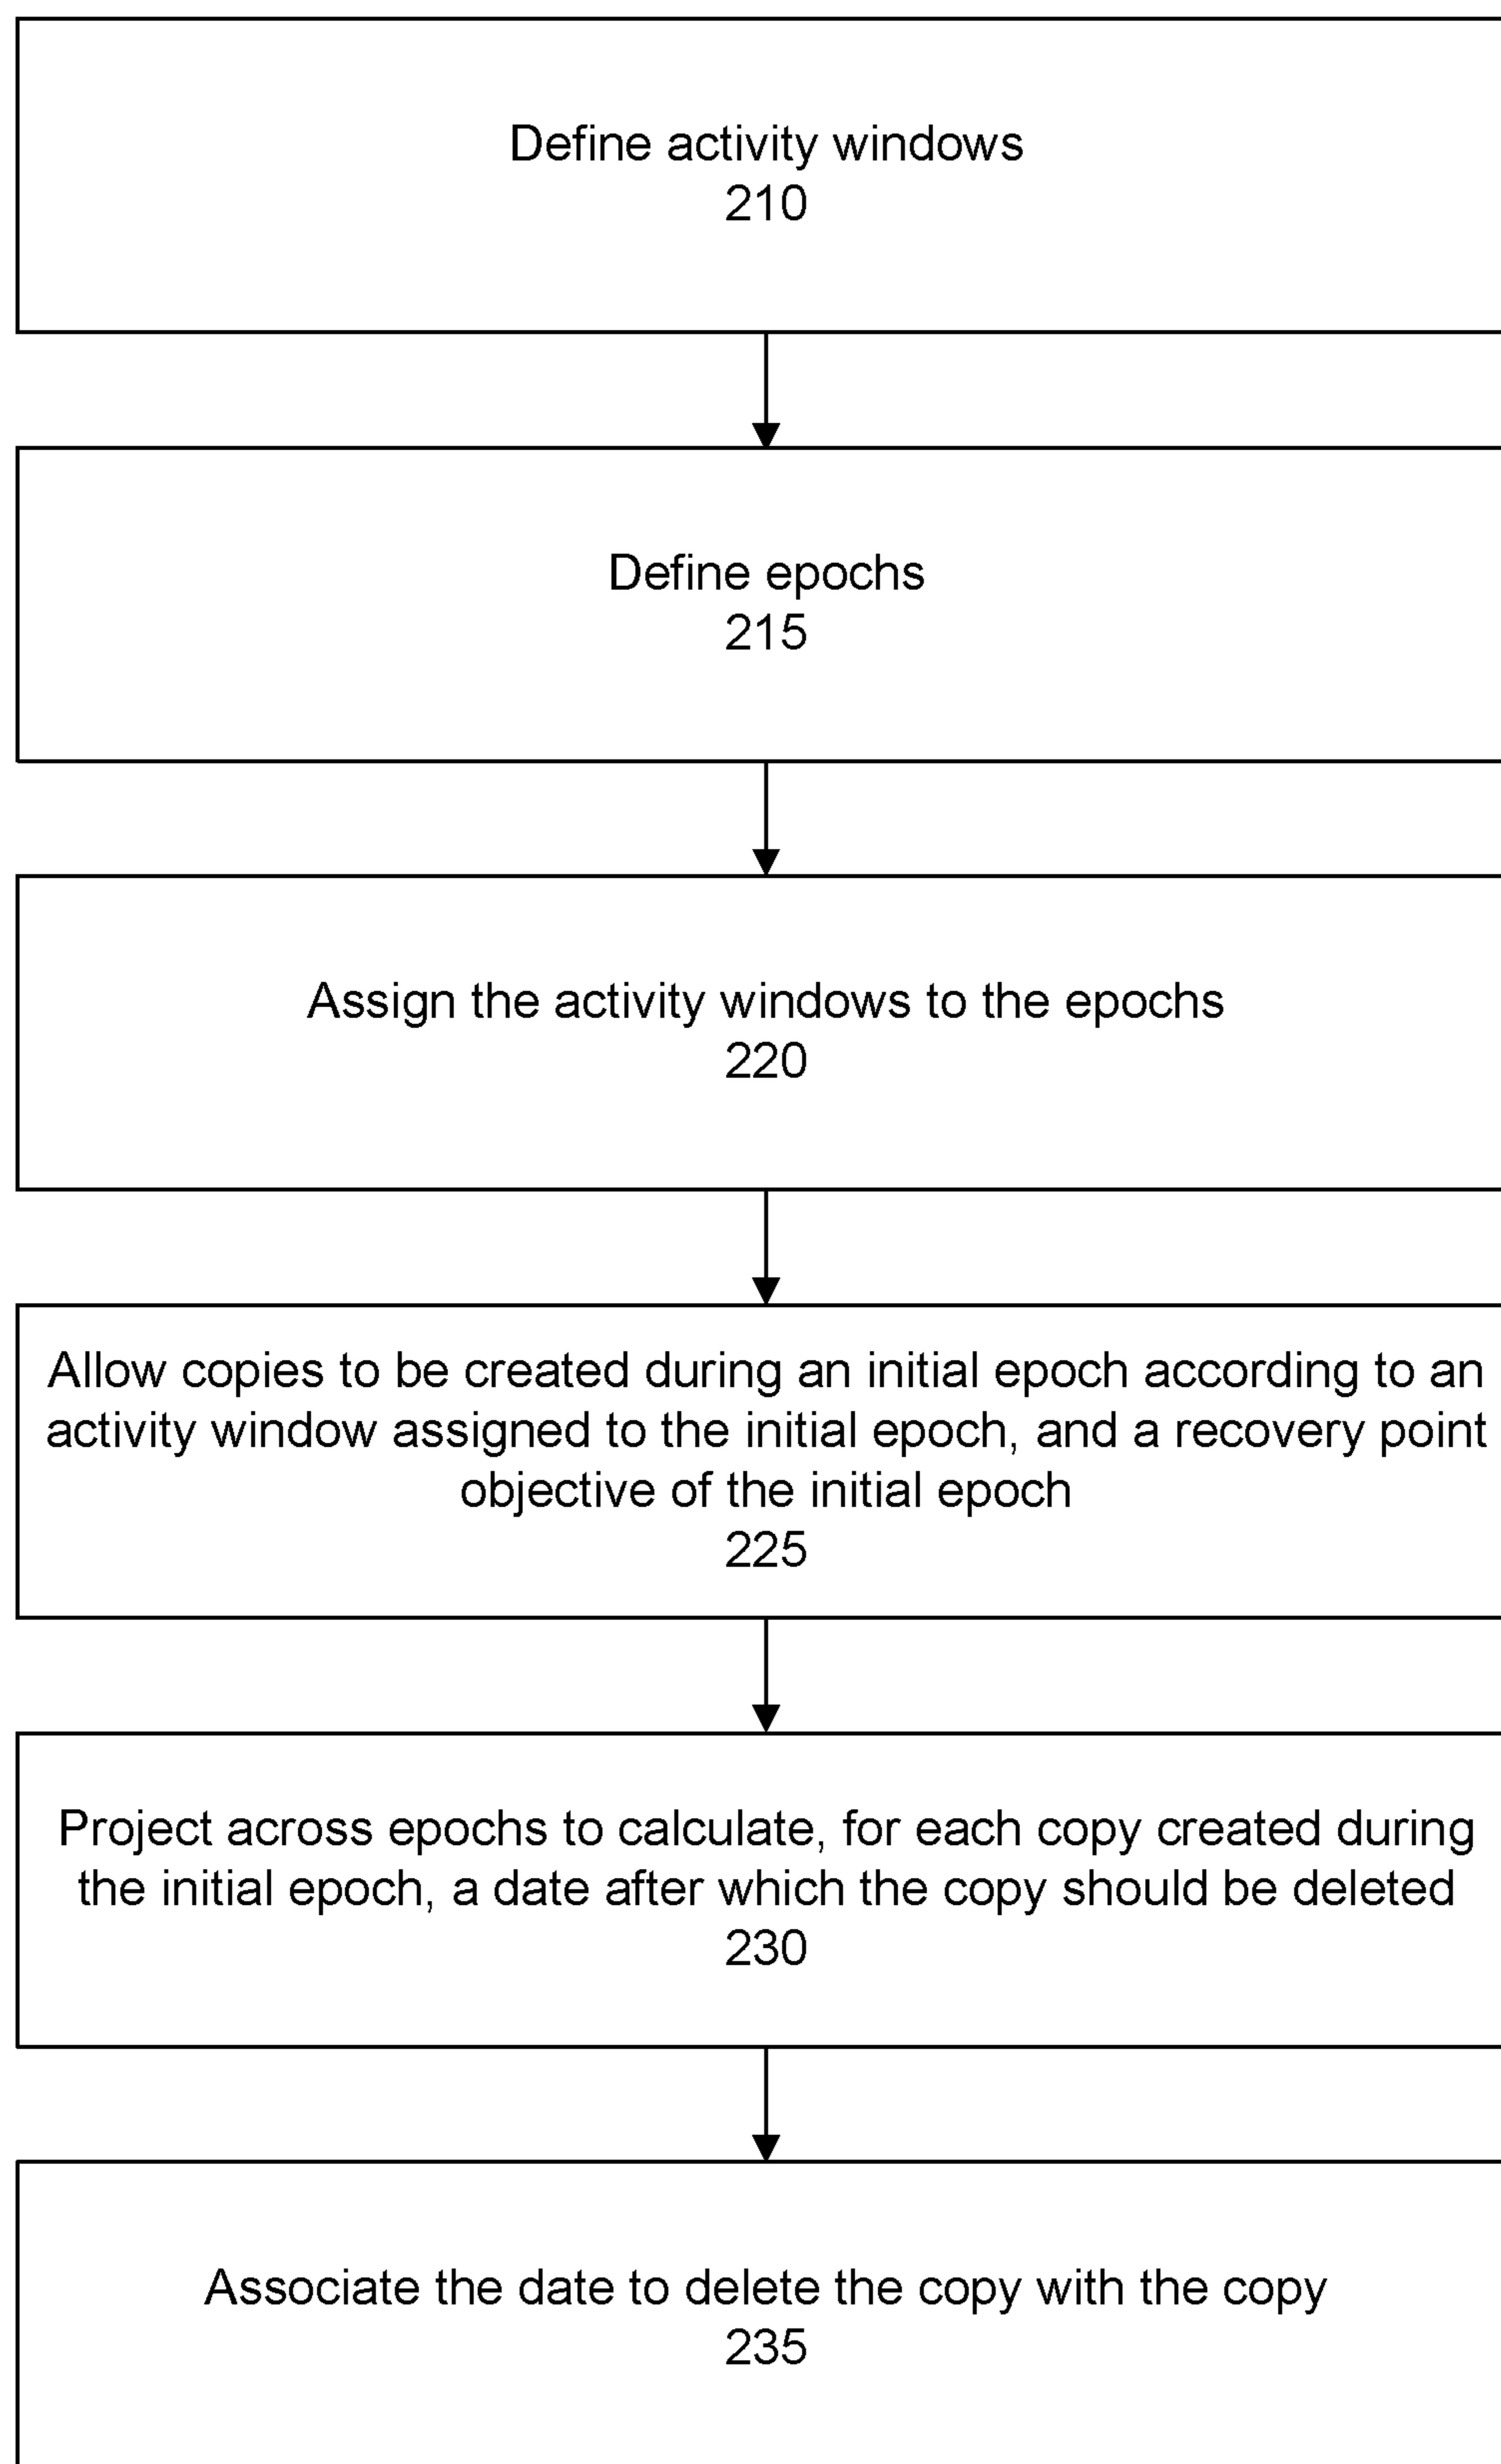 Define activity windows
210
Define epochs
215
Assign the activity windows to the epochs
220
Allow copies to be created during an initial epoch according to an
activity window assigned to the initial epoch, and a recovery point
objective of the initial epoch
225
Project across epochs to calculate, for each copy created during
the initial epoch, a date after which the copy should be deleted
230
Associate the date to delete the copy with the copy
235